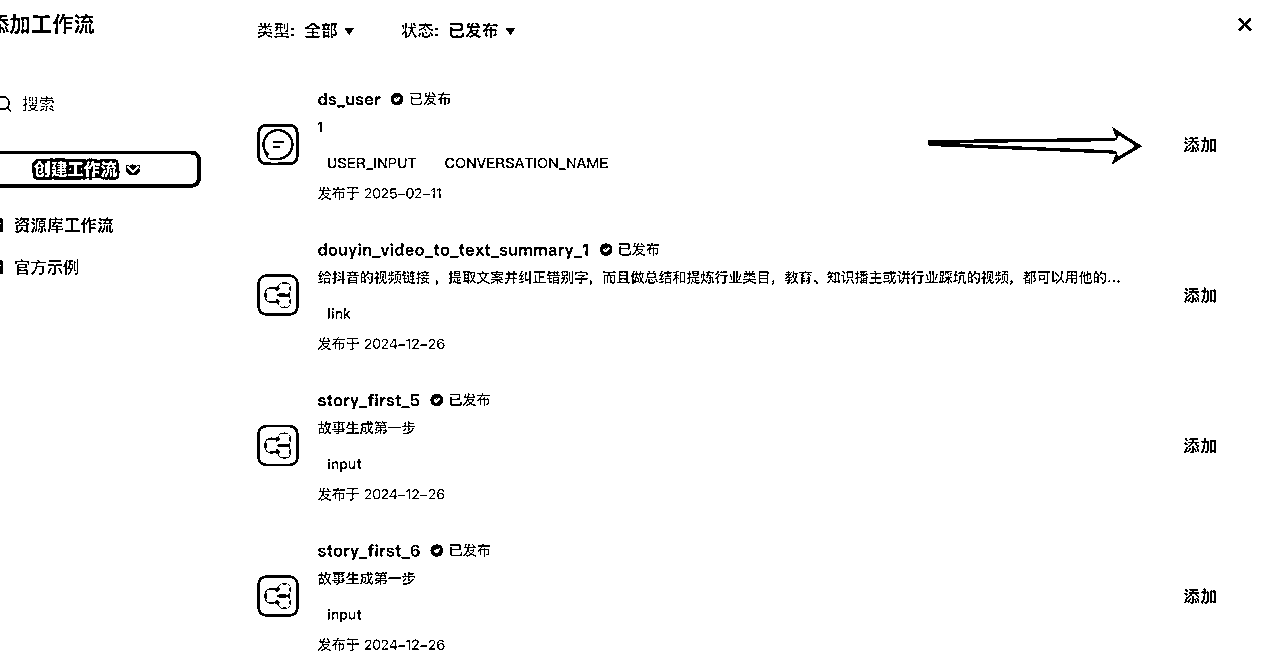 添加工作流
类型: 全部
状态: 已发布
搜索
创建工作流
资源库工作流
官方示例
ds_user 已发布
1
USER_INPUT CONVERSATION_NAME
发布于 2025-02-11
添加
douyin_video_to_text_summary_1 已发布
给抖音的视频链接，提取文案并纠正错别字，而且做总结和提炼行业类目，教育、知识播主或讲行业踩坑的视频，都可以用他的...
link
发布于 2024-12-26
添加
story_first_5 已发布
故事生成第一步
input
发布于 2024-12-26
添加
story_first_6 已发布
故事生成第一步
input
发布于 2024-12-26
添加